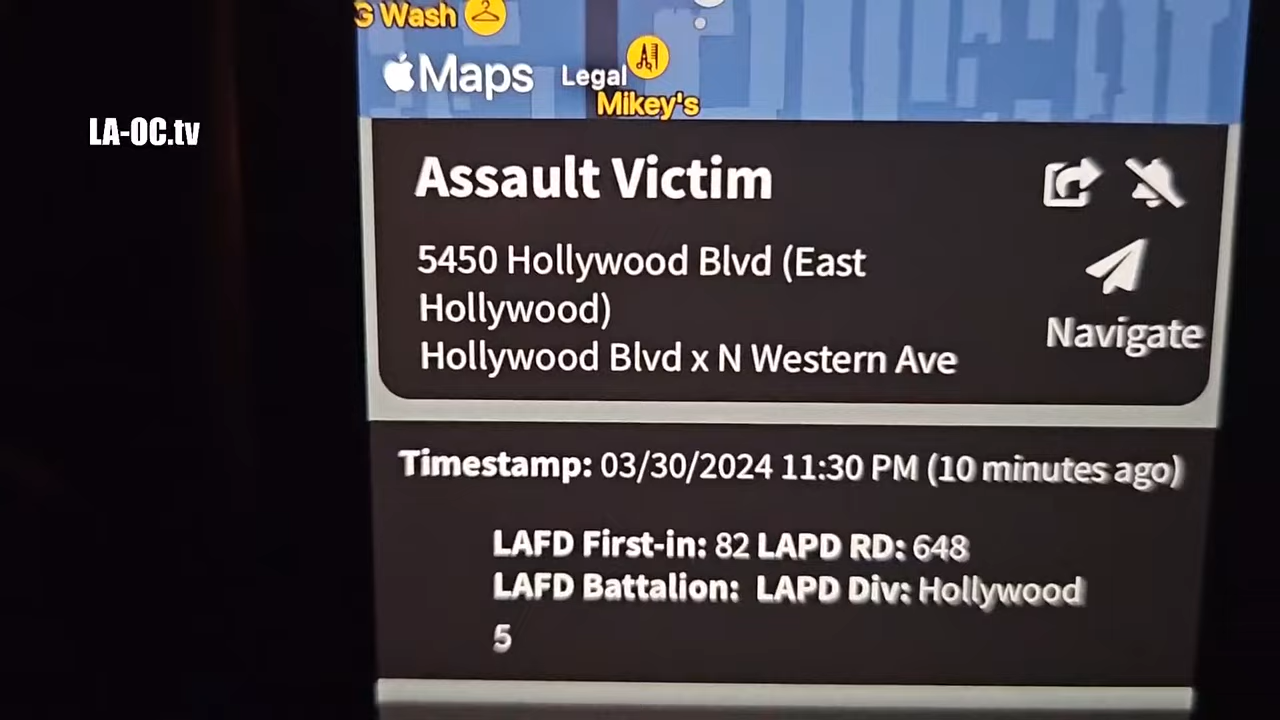 G Wash
Maps
Legal
Mikey's
LA-OC.tv
Assault Victim
5450 Hollywood Blvd (East
Hollywood)
Hollywood Blvd x N Western Ave
Navigate
Timestamp: 03/30/2024 11:30 PM (10 minutes ago)
LAFD First-in: 82 LAPD RD: 648
LAFD Battalion: LAPD Div: Hollywood
5